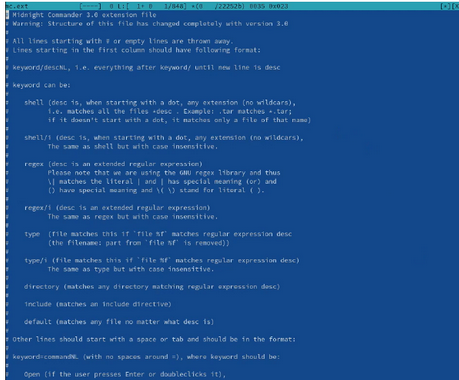 mc.ext [----] 0 L:[ 1+ 0 1/848] *(0 /22252b) 0035 0x023 [*][X]
# Midnight Commander 3.0 extension file
# Warning: Structure of this file has changed completely with version 3.0
#
# All lines starting with # or empty lines are thrown away.
# Lines starting in the first column should have following format:
#
# keyword/descNL, i.e. everything after keyword/ until new line is desc
#
# keyword can be:
#
# shell (desc is, when starting with a dot, any extension (no wildcars),
# i.e. matches all the files *desc . Example: .tar matches *.tar;
# if it doesnt start with a dot, it matches only a file of that name)
#
# shell/i (desc is, when starting with a dot, any extension (no wildcars),
# The same as shell but with case insensitive.
#
# regex (desc is an extended regular expression)
# Please note that we are using the GNU regex library and thus
# \| matches the literal | and | has special meaning (or) and
# () have special meaning and \( \) stand for literal ( ).
#
# regex/i (desc is an extended regular expression)
# The same as regex but with case insensitive.
#
# type (file matches this if `file %f` matches regular expression desc
# (the filename: part from `file %f` is removed))
#
# type/i (file matches this if `file %f` matches regular expression desc)
# The same as type but with case insensitive.
#
# directory (matches any directory matching regular expression desc)
#
# include (matches an include directive)
#
# default (matches any file no matter what desc is)
#
# Other lines should start with a space or tab and should be in the format:
#
# keyword=commandNL (with no spaces around =), where keyword should be:
#
# Open (if the user presses Enter or doubleclicks it),